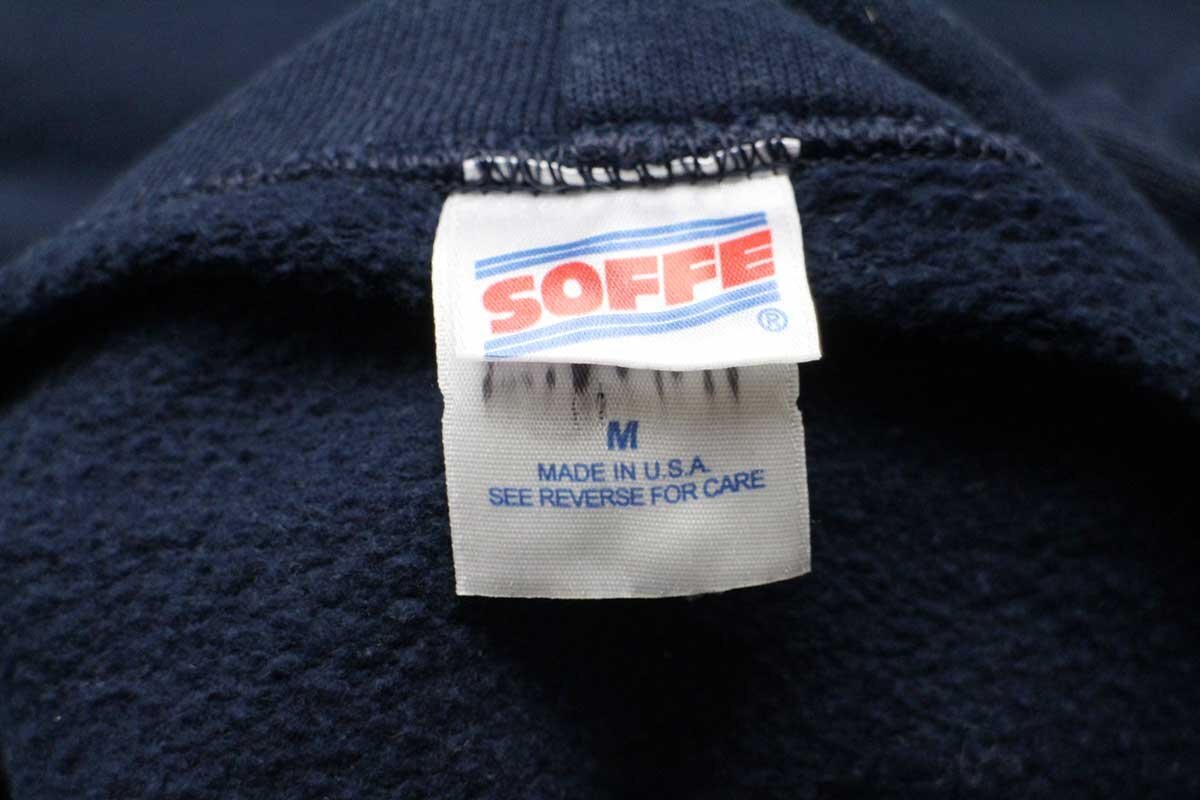 SOFFE
®
M
MADE IN U.S.A.
SEE REVERSE FOR CARE